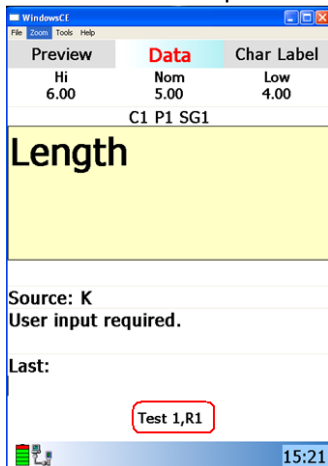 WindowsCE
File Zoom Tools Help
Preview Data Char Label
Hi Nom Low
6.00 5.00 4.00
C1 P1 SG1
Length
Source: K
User input required.
Last:
Test 1,R1
15:21